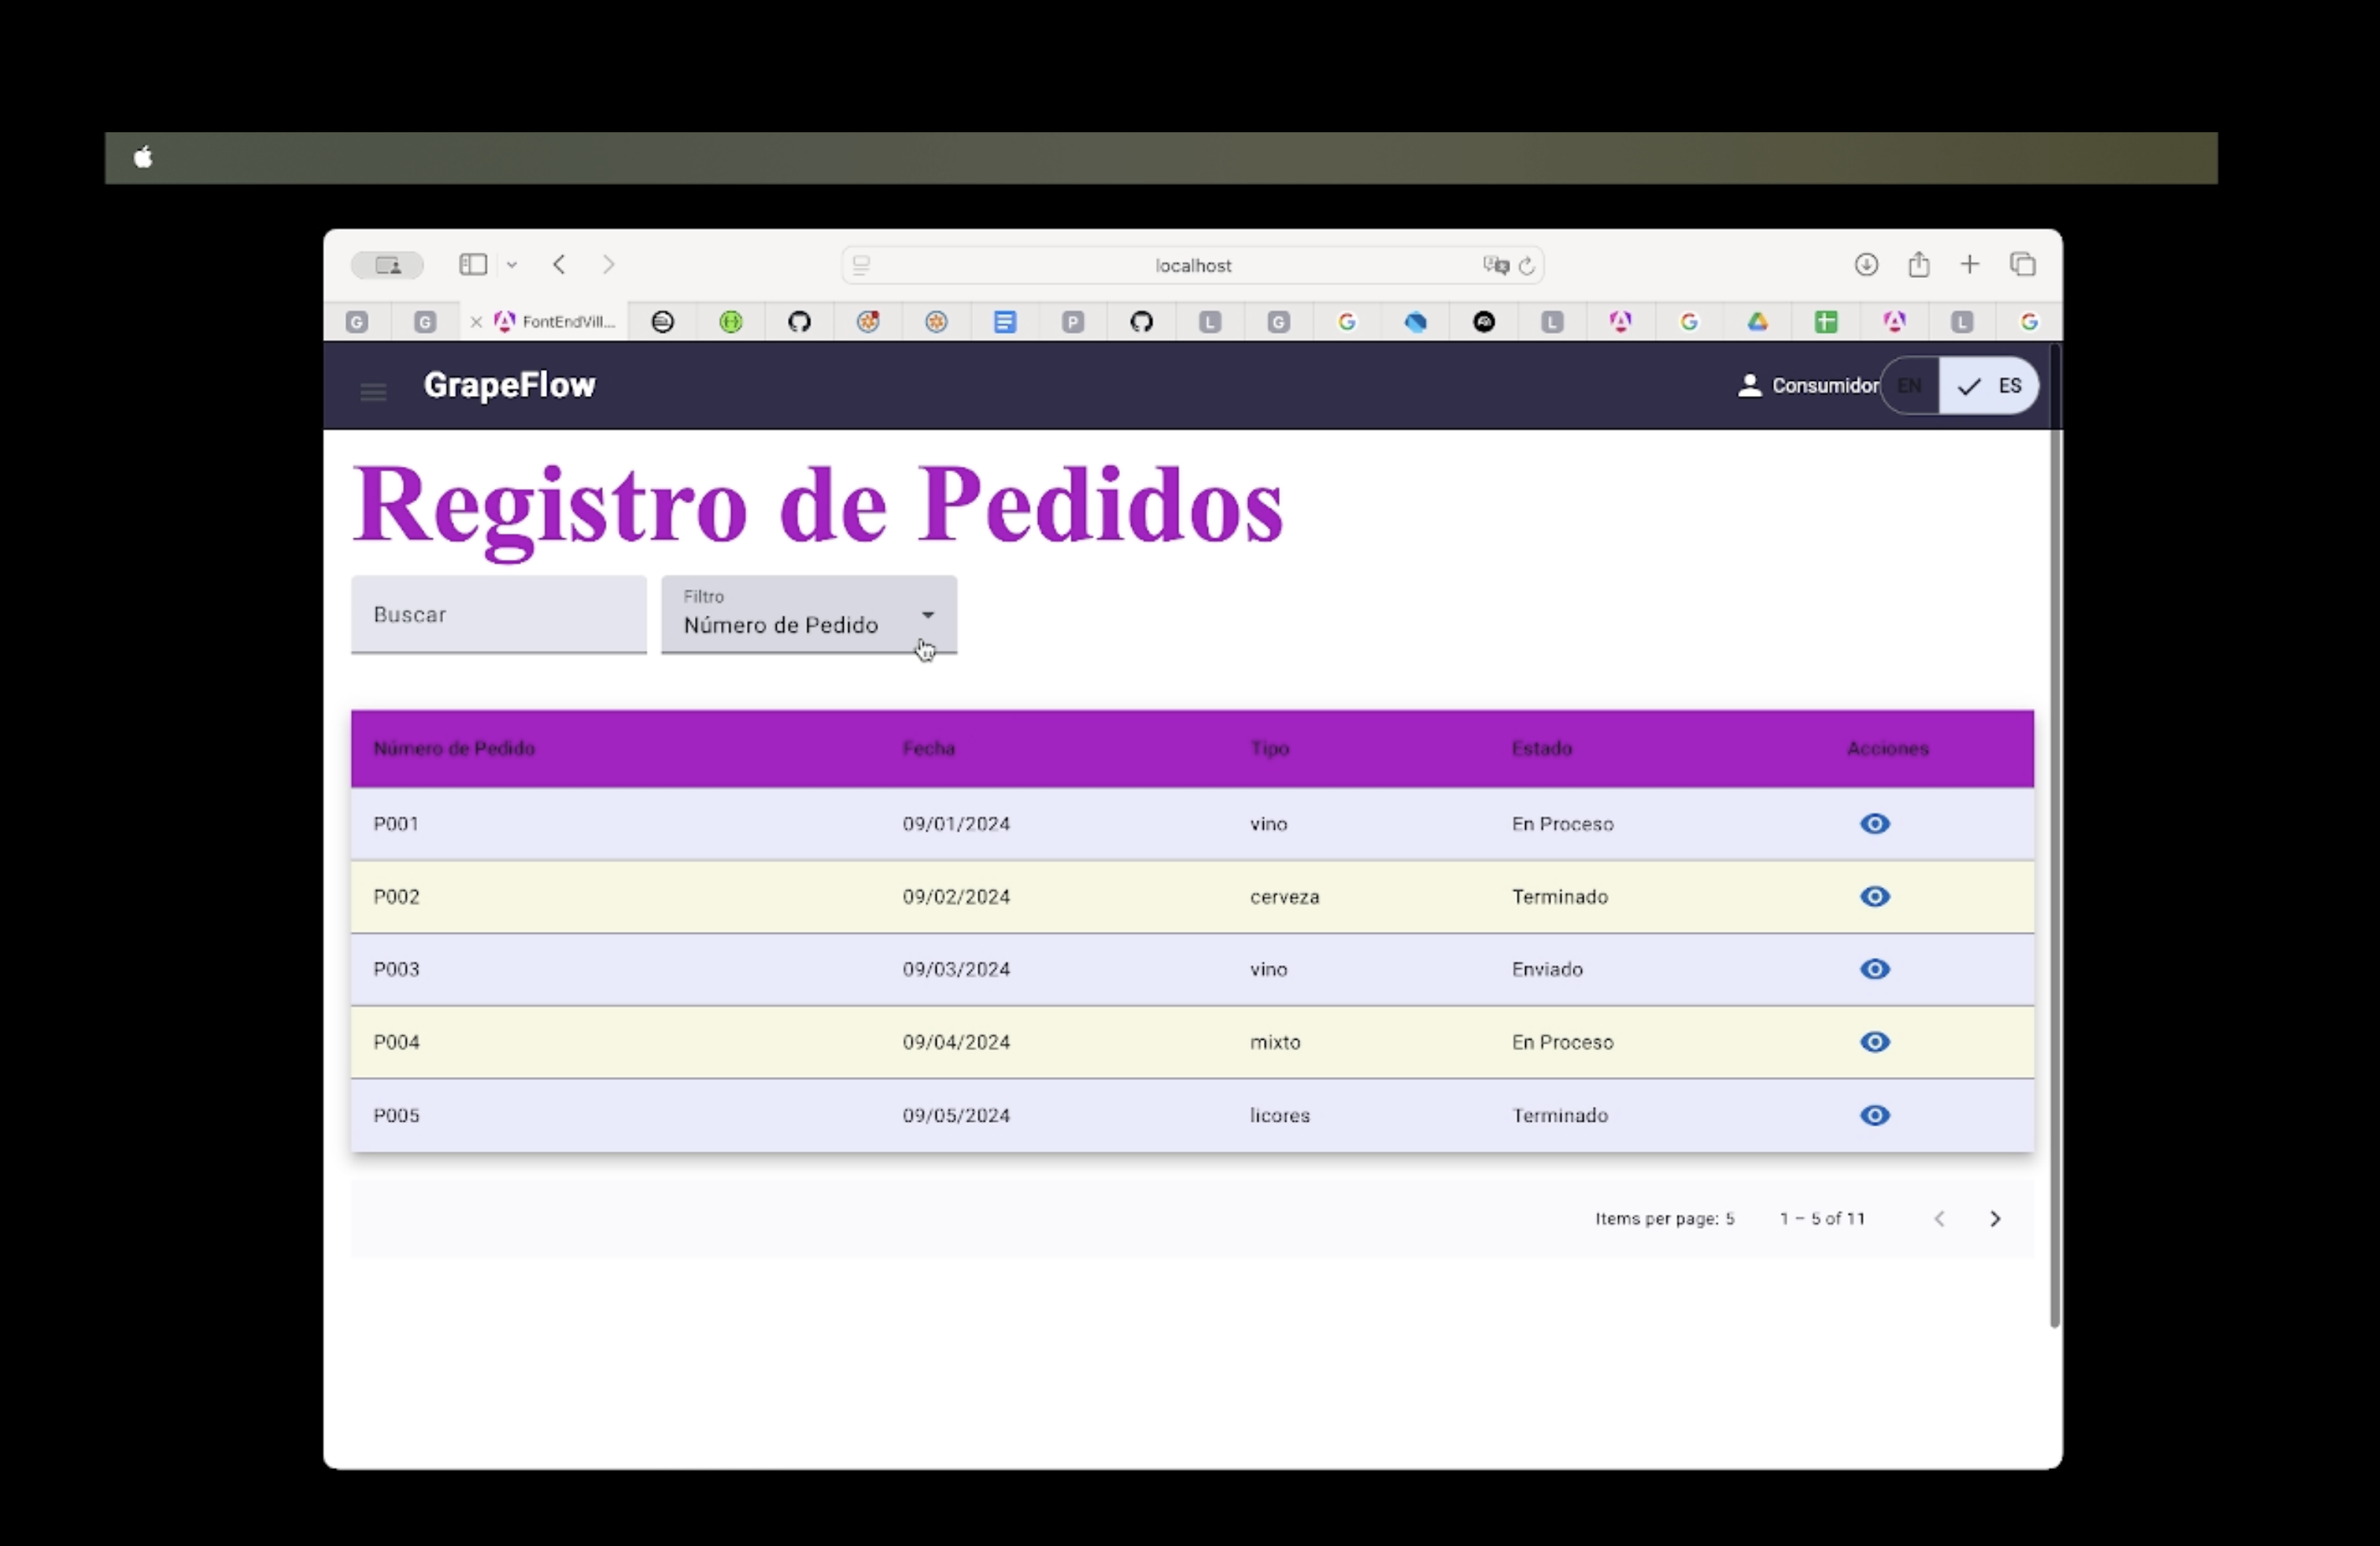 localhost
FontEndVill...
GrapeFlow
Consumidor EN ES
Registro de Pedidos
Buscar
Filtro
Número de Pedido
Número de Pedido Fecha Tipo Estado Acciones
P001 09/01/2024 vino En Proceso
P002 09/02/2024 cerveza Terminado
P003 09/03/2024 vino Enviado
P004 09/04/2024 mixto En Proceso
P005 09/05/2024 licores Terminado
Items per page: 5 1 – 5 of 11